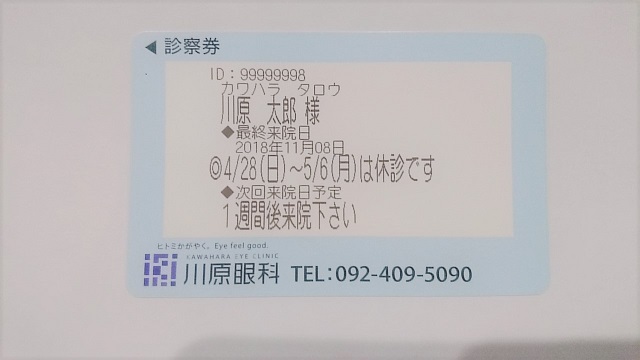 ◀ 診察券
ID：99999998
カワハラ　タロウ
川原　太郎 様
◆最終来院日
2018年11月08日
◎4/28(日)～5/6(月)は休診です
◆次回来院日予定
１週間後来院下さい
ヒトミかがやく。Eye feel good.
KAWAHARA EYE CLINIC
川原眼科 TEL：092-409-5090